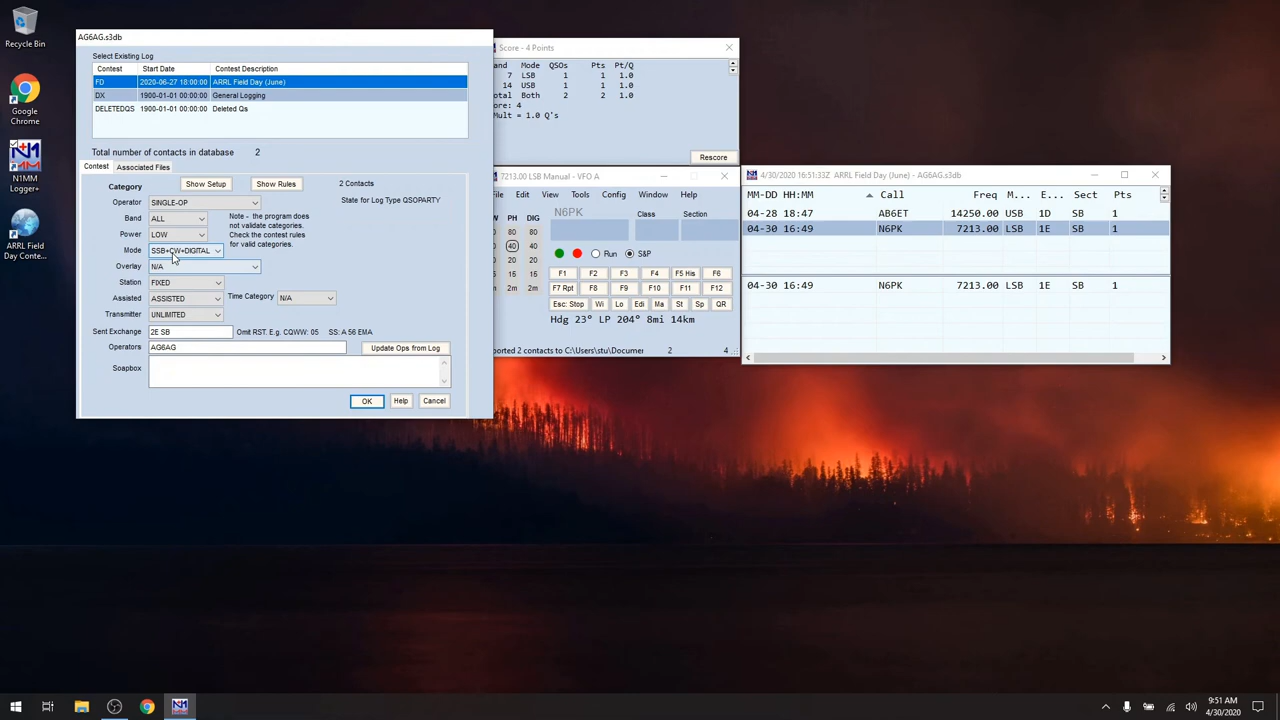 Recycle Bin
Google
Chrome
N1MM
Logger+
ARRL Field
Day Conte...
AG6AG.s3db
Select Existing Log
Contest Start Date Contest Description
FD 2020-06-27 18:00:00 ARRL Field Day (June)
DX 1900-01-01 00:00:00 General Logging
DELETEDQS 1900-01-01 00:00:00 Deleted Qs
Total number of contacts in database 2
Contest Associated Files
Category Show Setup Show Rules 2 Contacts
Operator SINGLE-OP State for Log Type QSOPARTY
Band ALL
Note - the program does
not validate categories.
Check the contest rules
for valid categories.
Power LOW
Mode SSB+CW+DIGITAL
Overlay N/A
Station FIXED
Assisted ASSISTED Time Category N/A
Transmitter UNLIMITED
Sent Exchange 2E SB Omit RST. E.g. CQWW: 05 SS: A 56 EMA
Operators AG6AG Update Ops from Log
Soapbox
OK Help Cancel
Score - 4 Points
and Mode QSOs Pts Pt/Q
7 LSB 1 1 1.0
14 USB 1 1 1.0
otal Both 2 2 1.0
ore: 4
Mult = 1.0 Q's
Rescore
7213.00 LSB Manual - VFO A
File Edit View Tools Config Window Help
W PH DIG N6PK Class Section
80 80
40 40
20 20
15 15
2m 2m
Run S&P
F1 F2 F3 F4 F5 His F6
F7 Rpt F8 F9 F10 F11 F12
Esc: Stop Wi Lo Edi Ma St Sp QR
Hdg 23° LP 204° 8mi 14km
ported 2 contacts to C:\Users\stu\Documer 2 4
4/30/2020 16:51:33Z ARRL Field Day (June) - AG6AG.s3db
MM-DD HH:MM Call Freq M... E... Sect Pts
04-28 18:47 AB6ET 14250.00 USB 1D SB 1
04-30 16:49 N6PK 7213.00 LSB 1E SB 1
04-30 16:49 N6PK 7213.00 LSB 1E SB 1
9:51 AM
4/30/2020